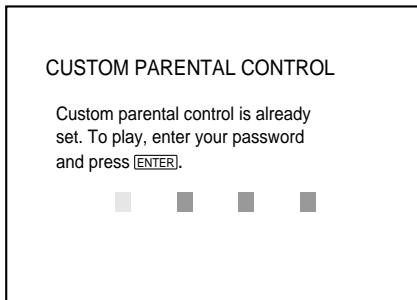 CUSTOM PARENTAL CONTROL
Custom parental control is already
set. To play, enter your password
and press ENTER.